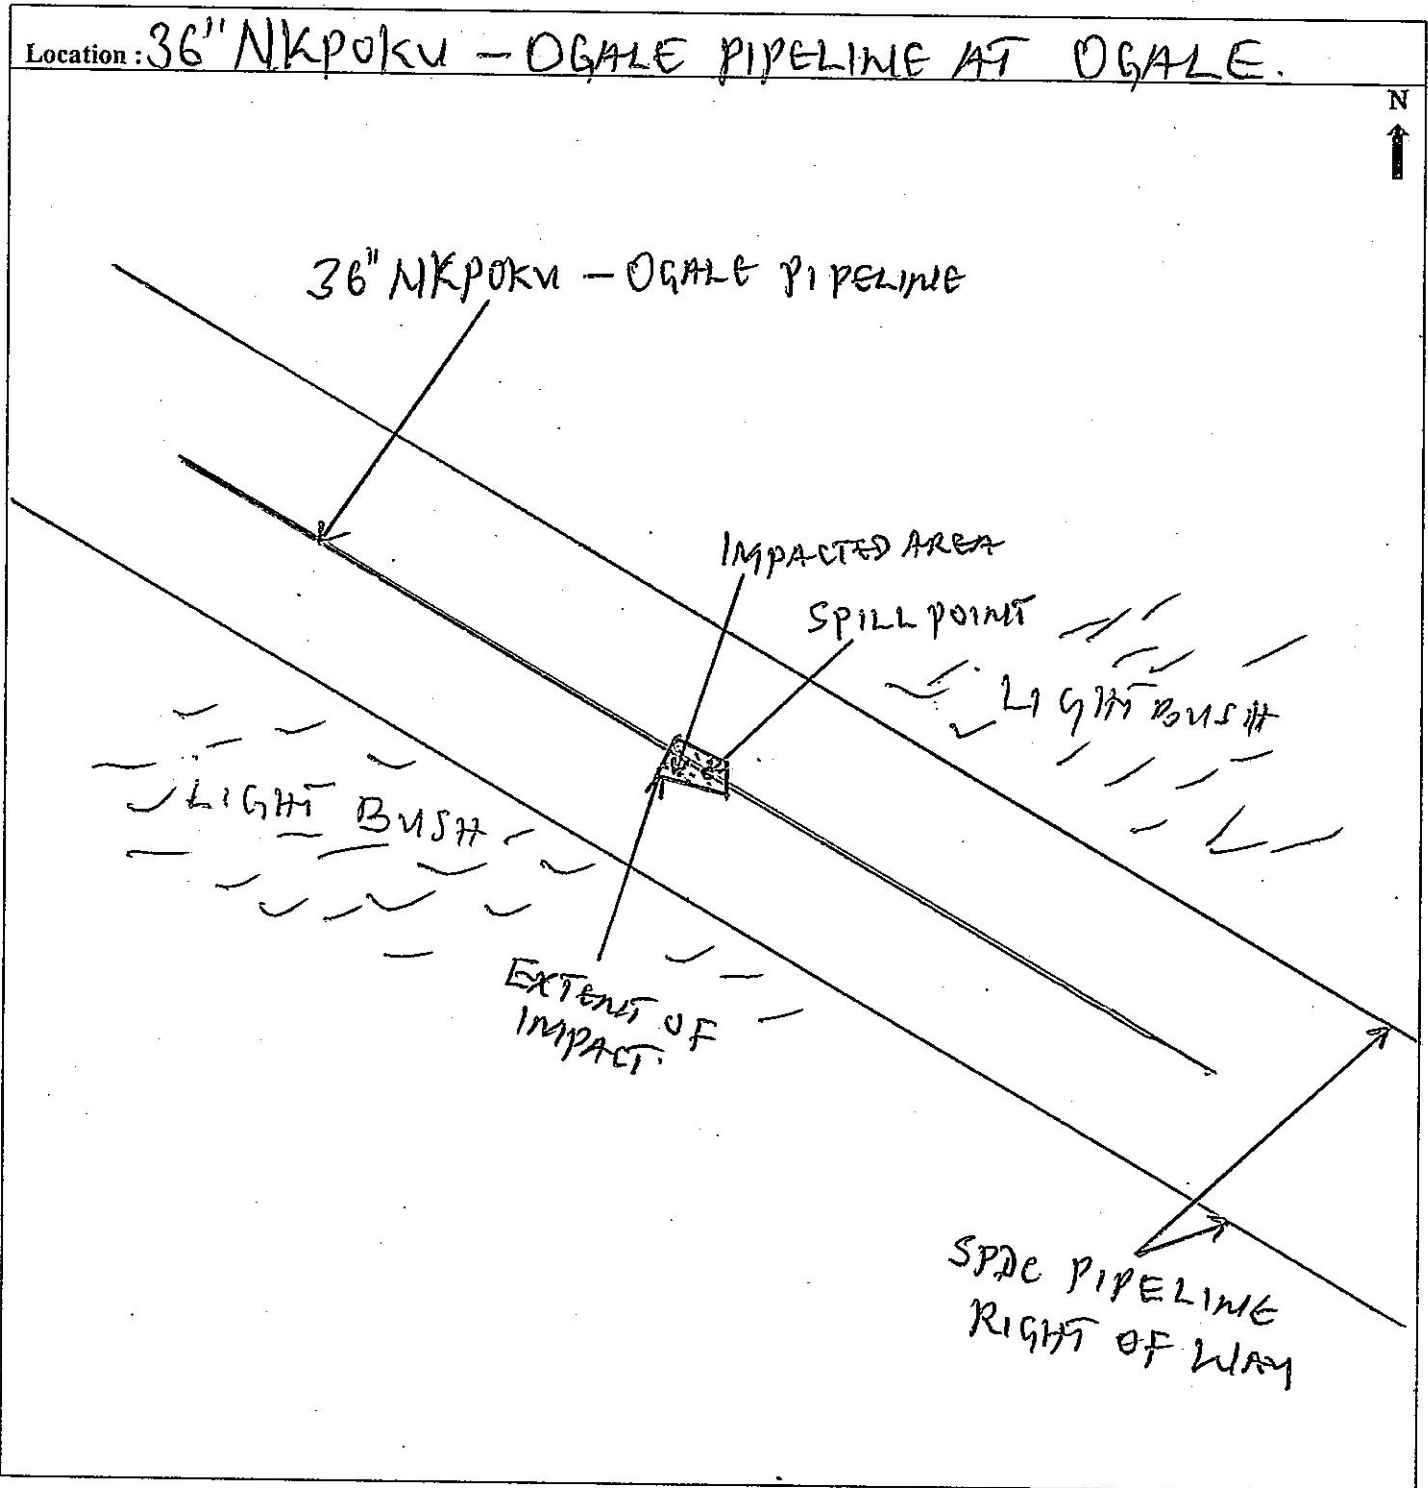 Location : 36" NKPOKU - OGALE PIPELINE AT OGALE.
N
36" NKPOKU - OGALE PIPELINE
IMPACTED AREA
SPILL POINT
LIGHT BUSH
LIGHT BUSH
EXTENT OF
IMPACT.
SPDC PIPELINE
RIGHT OF WAY